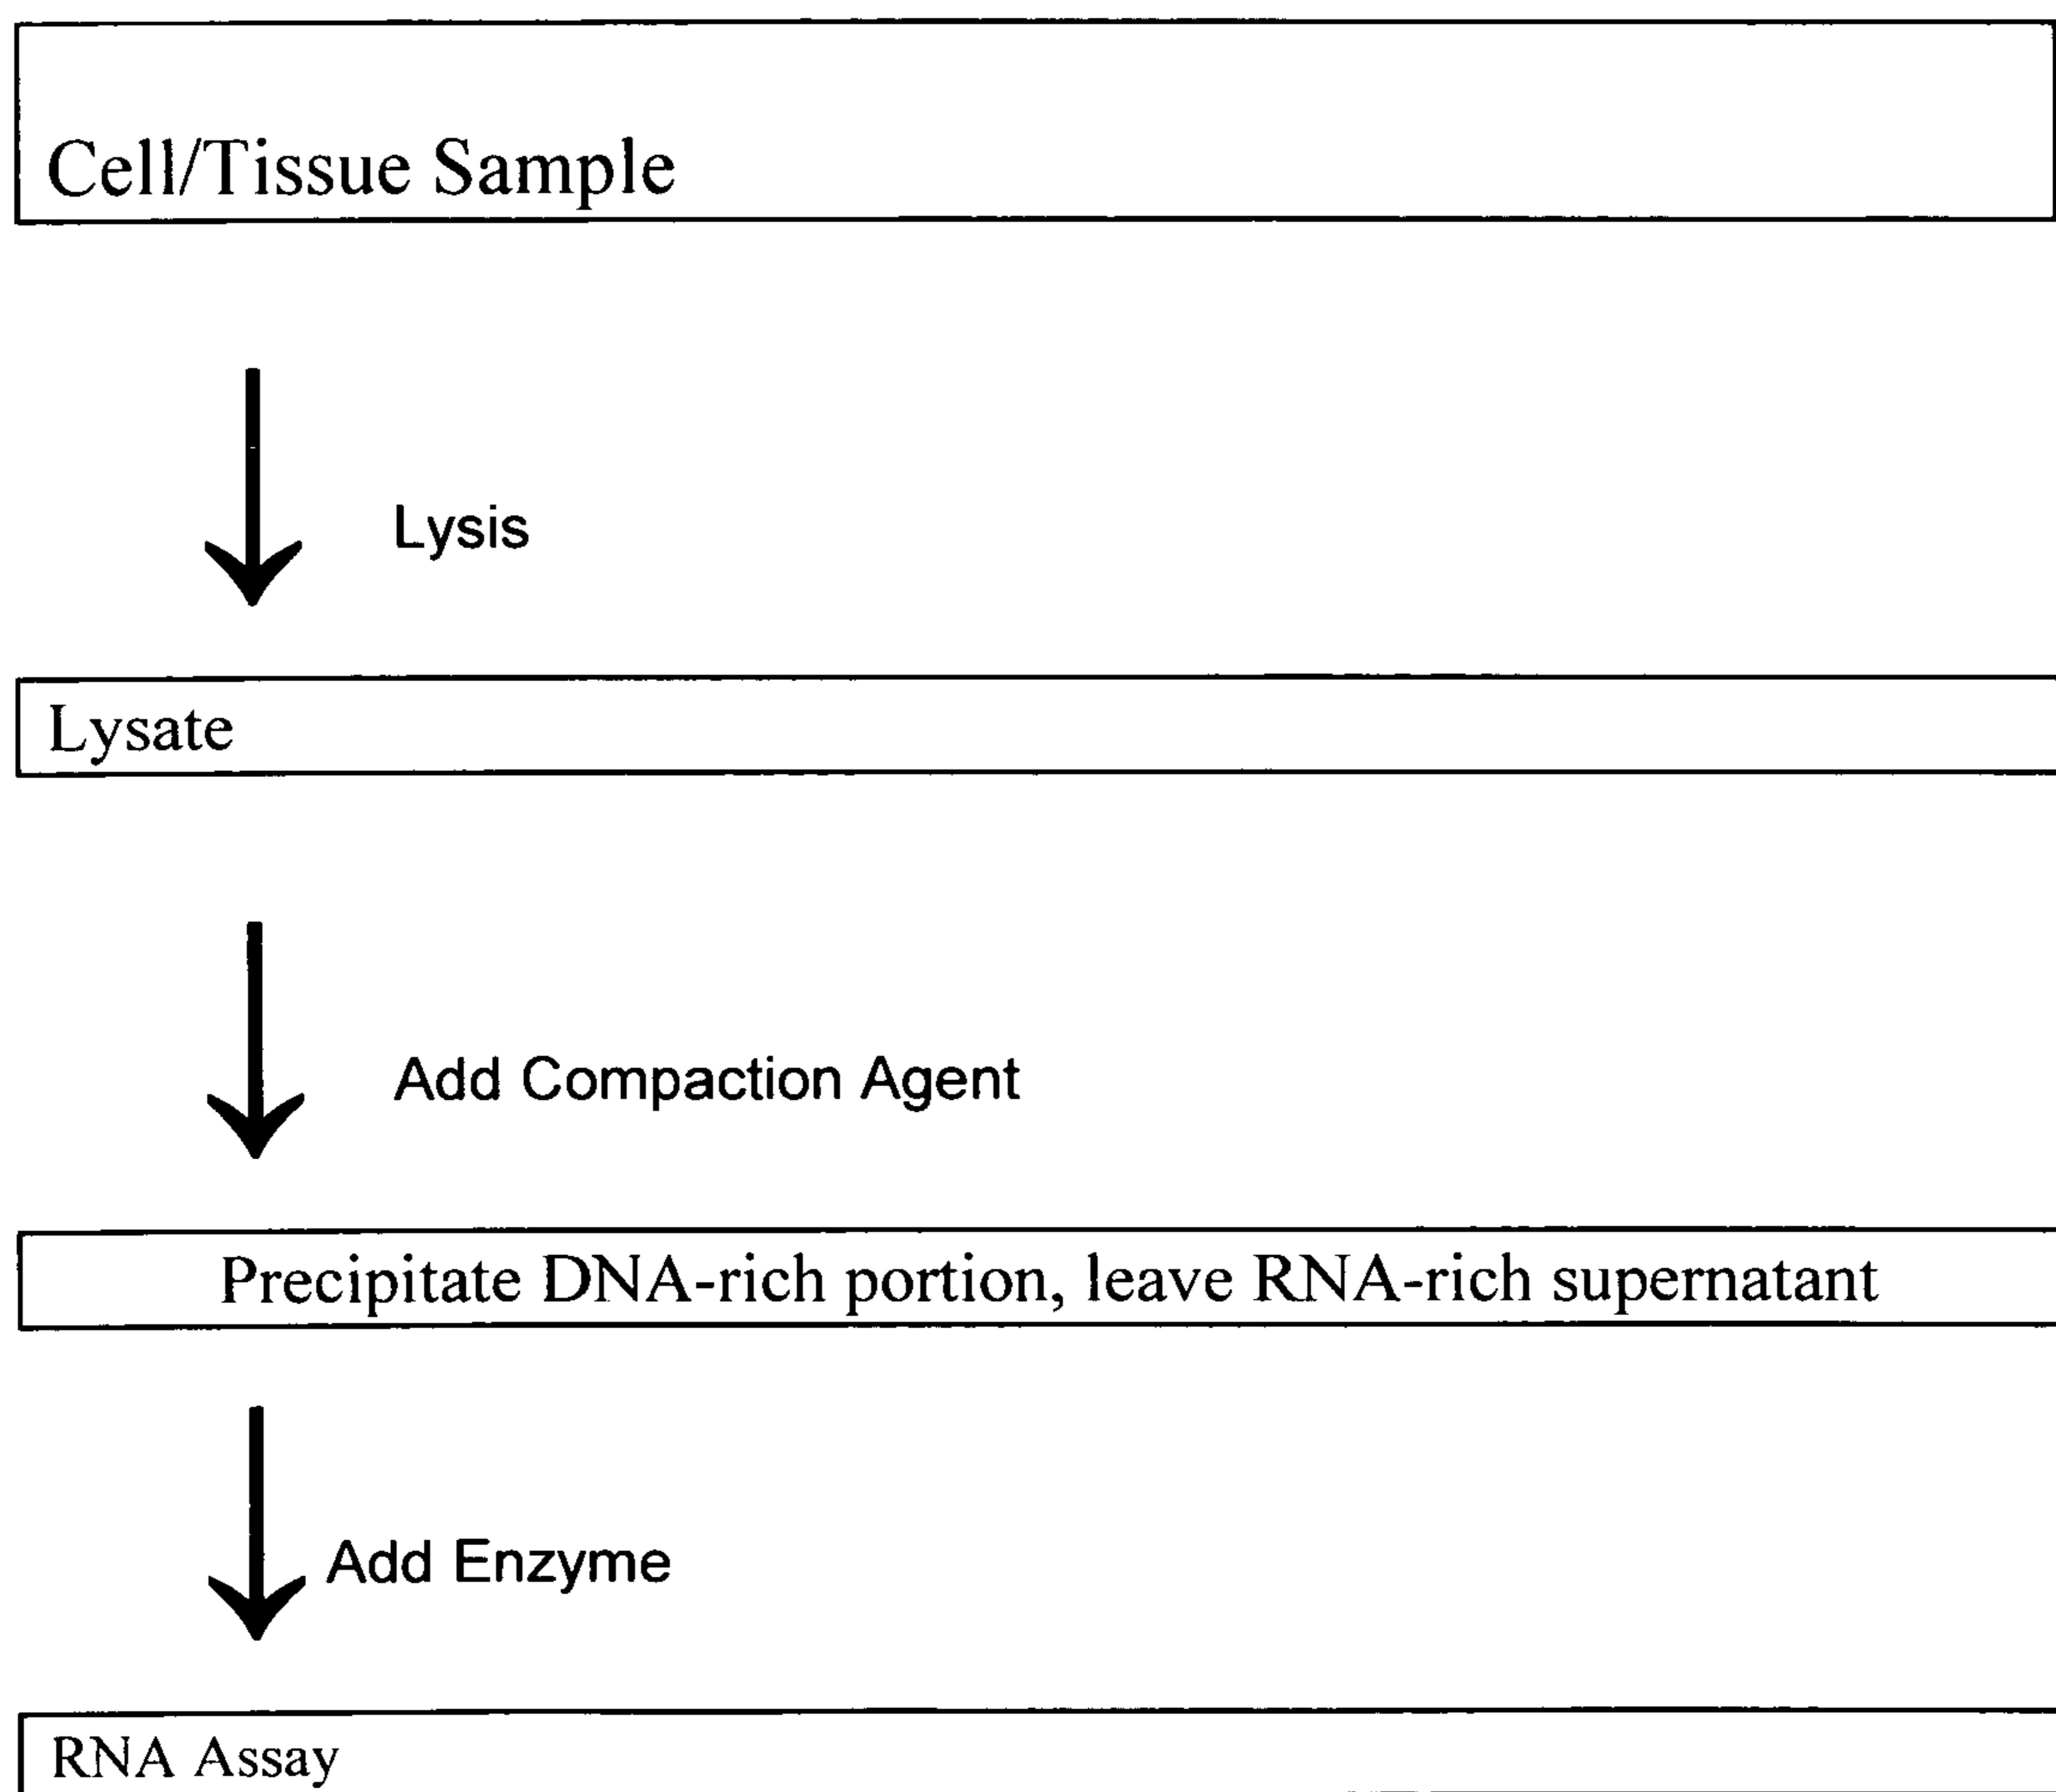 Cell/Tissue Sample
Lysis
Lysate
Add Compaction Agent
Precipitate DNA-rich portion, leave RNA-rich supernatant
Add Enzyme
RNA Assay